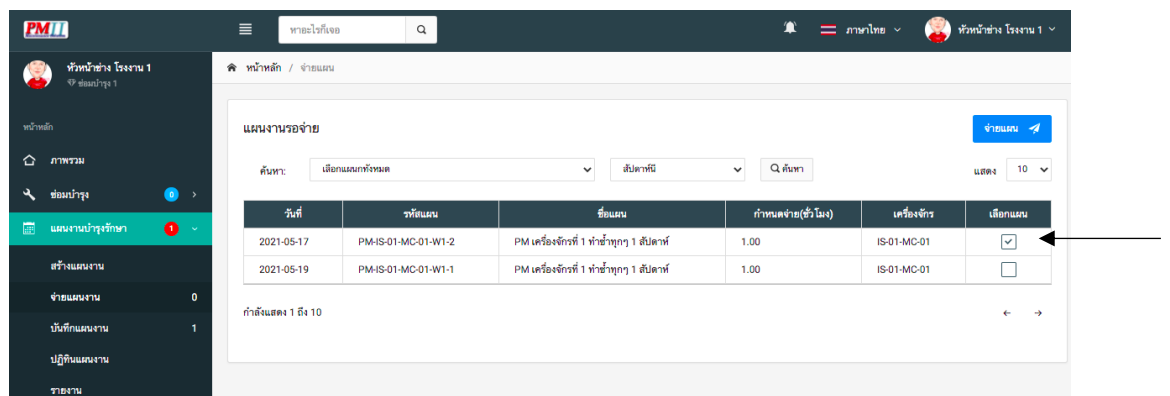 PMII
หาอะไรก็เจอ
ภาษาไทย
หัวหน้าช่าง โรงงาน 1
หัวหน้าช่าง โรงงาน 1
ซ่อมบำรุง 1
หน้าหลัก / จ่ายแผน
หน้าหลัก
ภาพรวม
ซ่อมบำรุง 0
แผนงานบำรุงรักษา 1
สร้างแผนงาน
จ่ายแผนงาน 0
บันทึกแผนงาน 1
ปฏิทินแผนงาน
รายงาน
แผนงานรอจ่าย
จ่ายแผน
ค้นหา: เลือกแผนกทั้งหมด สัปดาห์นี้ ค้นหา แสดง 10
วันที่ รหัสแผน ชื่อแผน กำหนดจ่าย(ชั่วโมง) เครื่องจักร เลือกแผน
2021-05-17 PM-IS-01-MC-01-W1-2 PM เครื่องจักรที่ 1 ทำซ้ำทุกๆ 1 สัปดาห์ 1.00 IS-01-MC-01
2021-05-19 PM-IS-01-MC-01-W1-1 PM เครื่องจักรที่ 1 ทำซ้ำทุกๆ 1 สัปดาห์ 1.00 IS-01-MC-01
กำลังแสดง 1 ถึง 10